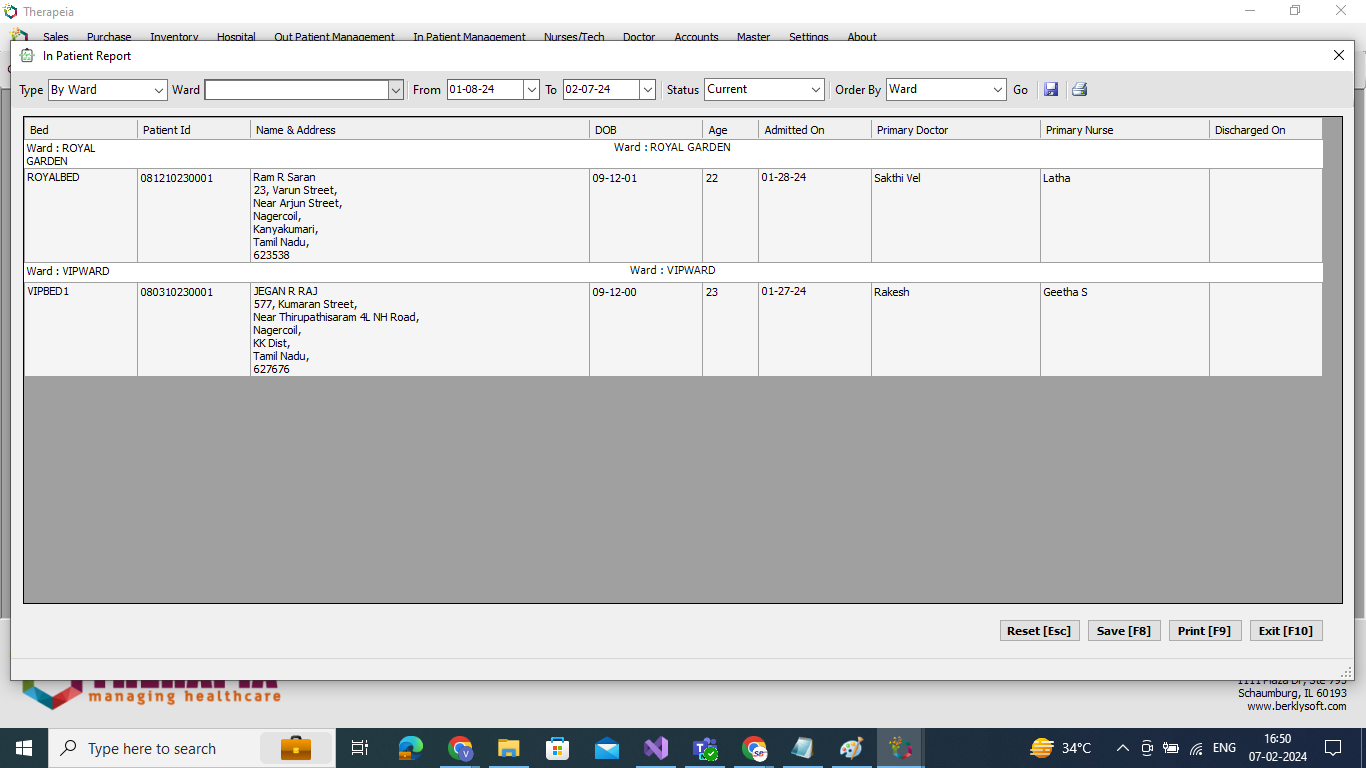 Therapeia
Sales Purchase Inventory Hospital Out Patient Management In Patient Management Nurses/Tech Doctor Accounts Master Settings About
In Patient Report
Type By Ward Ward From 01-08-24 To 02-07-24 Status Current Order By Ward Go
Bed Patient Id Name & Address DOB Age Admitted On Primary Doctor Primary Nurse Discharged On
Ward : ROYAL GARDEN
Ward : ROYAL GARDEN
ROYALBED 081210230001 Ram R Saran 09-12-01 22 01-28-24 Sakthi Vel Latha
23, Varun Street,
Near Arjun Street,
Nagercoil,
Kanyakumari,
Tamil Nadu,
623538
Ward : VIPWARD Ward : VIPWARD
VIPBED1 080310230001 JEGAN R RAJ 09-12-00 23 01-27-24 Rakesh Geetha S
577, Kumaran Street,
Near Thirupathisaram 4L NH Road,
Nagercoil,
KK Dist,
Tamil Nadu,
627676
Reset [Esc] Save [F8] Print [F9] Exit [F10]
managing healthcare
1111 Plaza Dr, Ste 795
Schaumburg, IL 60193
www.berklysoft.com
Type here to search
34°C ENG 16:50
07-02-2024